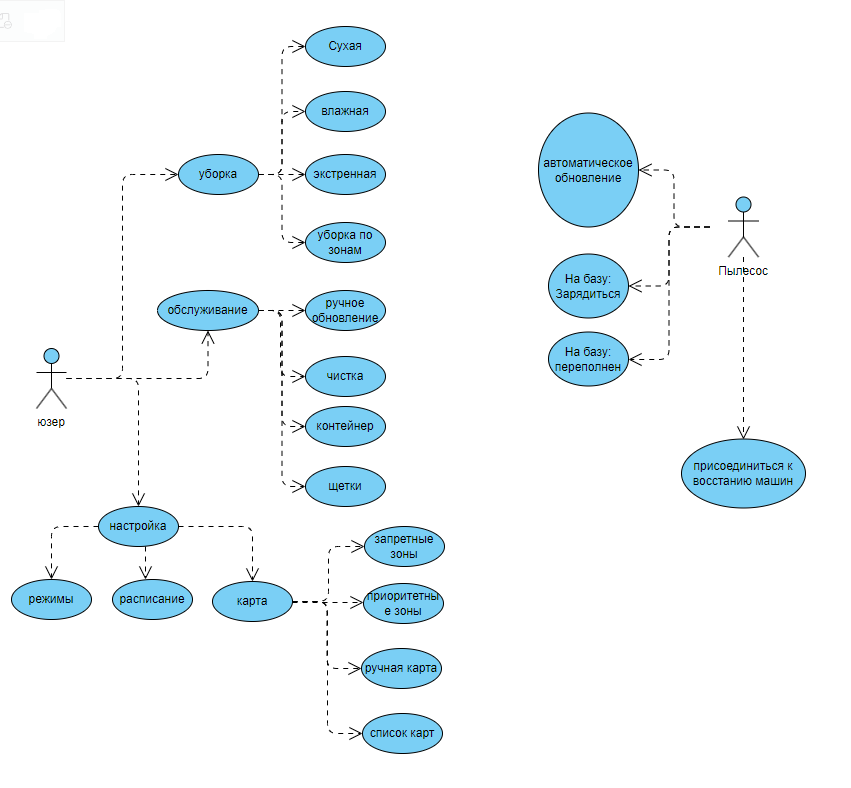 Сухая
влажная
уборка
экстренная
уборка по
зонам
обслуживание
ручное
обновление
чистка
контейнер
щетки
юзер
настройка
режимы
расписание
карта
запретные
зоны
приоритетны
е зоны
ручная карта
список карт
автоматическое
обновление
Пылесос
На базу:
Зарядиться
На базу:
переполнен
присоединиться к
восстанию машин